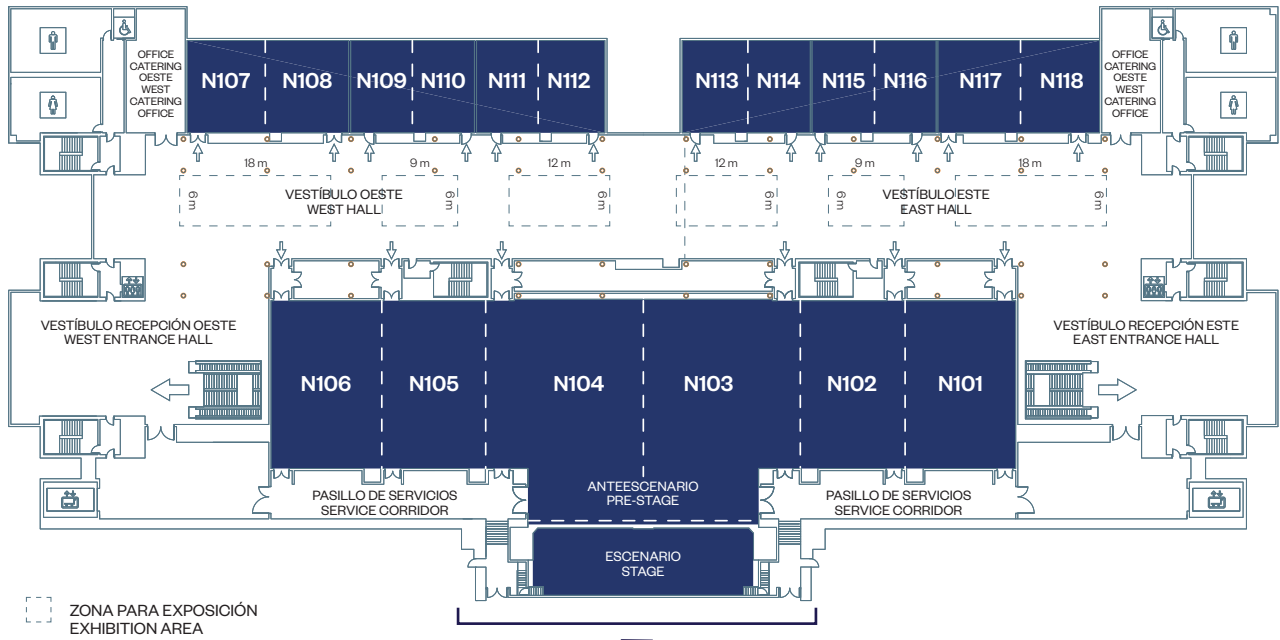 OFFICE
CATERING
OESTE
WEST
CATERING
OFFICE
N107
N108
N109
N110
N111
N112
N113
N114
N115
N116
N117
N118
OFFICE
CATERING
OESTE
WEST
CATERING
OFFICE
18 m
9 m
12 m
12 m
9 m
18 m
6 m
6 m
6 m
6 m
6 m
6 m
VESTÍBULO OESTE
WEST HALL
VESTÍBULO ESTE
EAST HALL
VESTÍBULO RECEPCIÓN OESTE
WEST ENTRANCE HALL
VESTÍBULO RECEPCIÓN ESTE
EAST ENTRANCE HALL
N106
N105
N104
N103
N102
N101
PASILLO DE SERVICIOS
SERVICE CORRIDOR
ANTEESCENARIO
PRE-STAGE
PASILLO DE SERVICIOS
SERVICE CORRIDOR
ESCENARIO
STAGE
ZONA PARA EXPOSICIÓN
EXHIBITION AREA